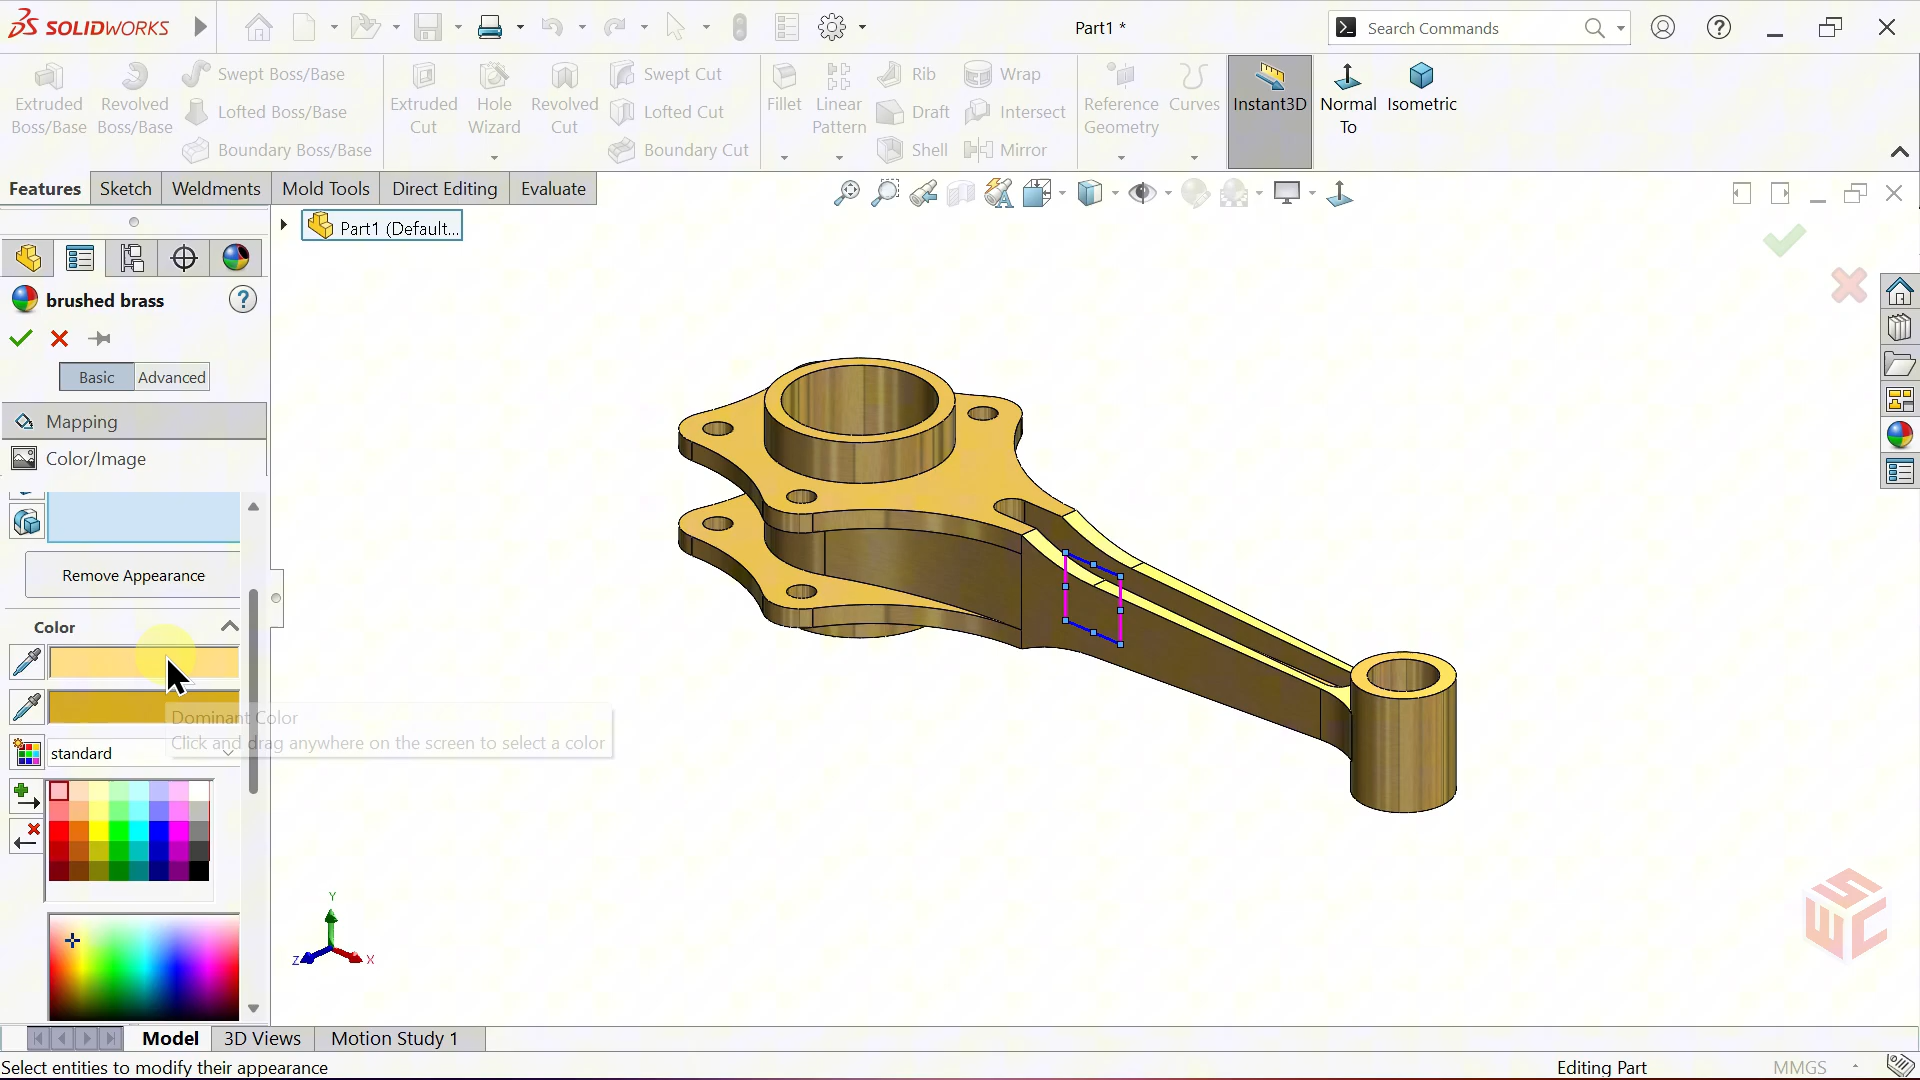 SOLIDWORKS
Part1 *
Search Commands
Extruded Boss/Base
Revolved Boss/Base
Swept Boss/Base
Lofted Boss/Base
Boundary Boss/Base
Extruded Cut
Hole Wizard
Revolved Cut
Swept Cut
Lofted Cut
Boundary Cut
Fillet
Linear Pattern
Rib
Draft
Shell
Wrap
Intersect
Mirror
Reference Geometry
Curves
Instant3D
Normal To
Isometric
Features
Sketch
Weldments
Mold Tools
Direct Editing
Evaluate
Part1 (Default...
brushed brass
Basic
Advanced
Mapping
Color/Image
Remove Appearance
Color
Dominant Color
Click and drag anywhere on the screen to select a color
standard
Y
Z
X
SWC
Model
3D Views
Motion Study 1
Select entities to modify their appearance
Editing Part
MMGS